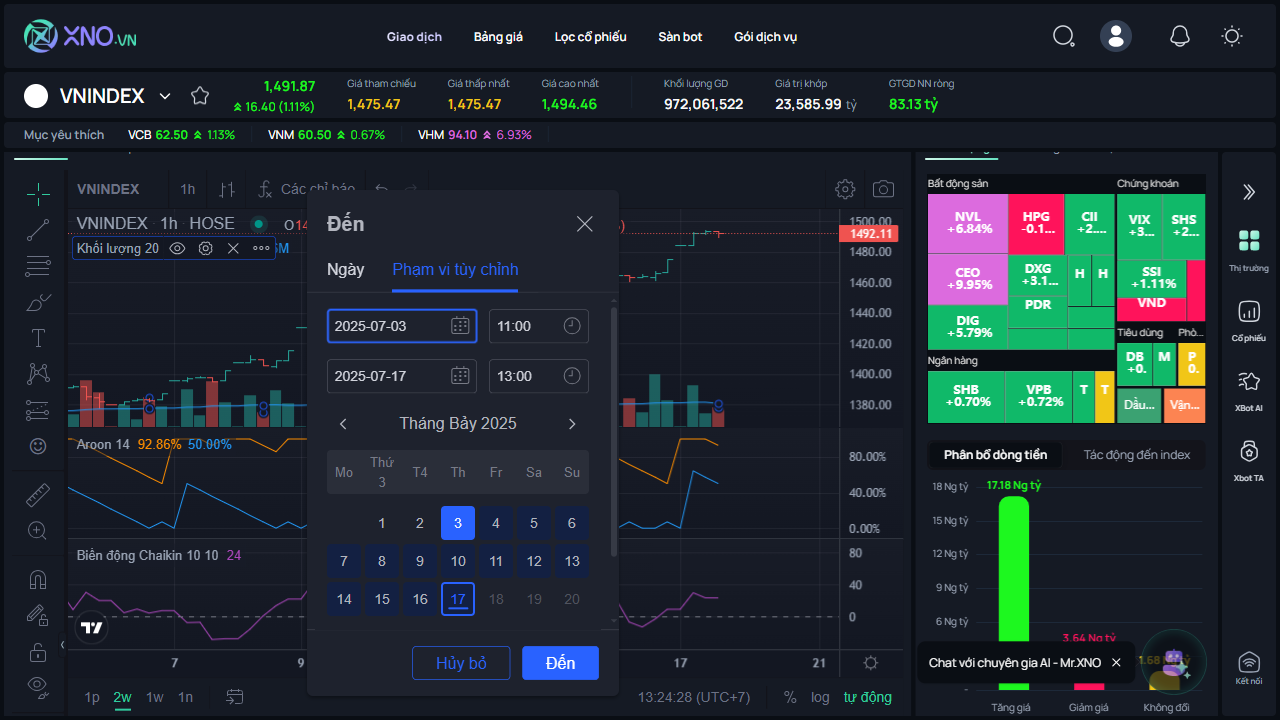 XNO.VN
Giao dịch
Bảng giá
Lọc cổ phiếu
Sàn bot
Gói dịch vụ
VNINDEX
1,491.87
16.40 (1.11%)
Giá tham chiếu
1,475.47
Giá thấp nhất
1,475.47
Giá cao nhất
1,494.46
Khối lượng GD
972,061,522
Giá trị khớp
23,585.99 tỷ
GTGD NN ròng
83.13 tỷ
Mục yêu thích
VCB 62.50 1.13%
VNM 60.50 0.67%
VHM 94.10 6.93%
VNINDEX
1h
Các chỉ báo
VNINDEX · 1h · HOSE
Khối lượng 20
Aroon 14 92.86% 50.00%
Biến động Chaikin 10 10 24
Đến
Ngày
Phạm vi tùy chỉnh
2025-07-03
11:00
2025-07-17
13:00
Tháng Bảy 2025
Mo Thứ 3 T4 Th Fr Sa Su
1 2 3 4 5 6
7 8 9 10 11 12 13
14 15 16 17 18 19 20
Hủy bỏ
Đến
1500.00
1492.11
1480.00
1460.00
1440.00
1420.00
1400.00
1380.00
80.00%
40.00%
0.00%
80
40
0
7
9
17
21
1p 2w 1w 1n
13:24:28 (UTC+7)
% log tự động
Bất động sản
NVL
+6.84%
HPG
-0.1...
CII
+2....
CEO
+9.95%
DXG
+3.1...
H
H
PDR
DIG
+5.79%
Chứng khoán
VIX
+3...
SHS
+2...
SSI
+1.11%
VND
Tiêu dùng
Phò...
DB
+0.
M
P
0.
Ngân hàng
SHB
+0.70%
VPB
+0.72%
T
T
Dầu...
Vận...
Phân bổ dòng tiền
Tác động đến index
18 Ng tỷ
15 Ng tỷ
12 Ng tỷ
9 Ng tỷ
6 Ng tỷ
17.18 Ng tỷ
3.64 Ng tỷ
1.68
Tăng giá
Giảm giá
Không đổi
Chat với chuyên gia AI - Mr.XNO
Thị trường
Cổ phiếu
XBot AI
Xbot TA
Kết nối